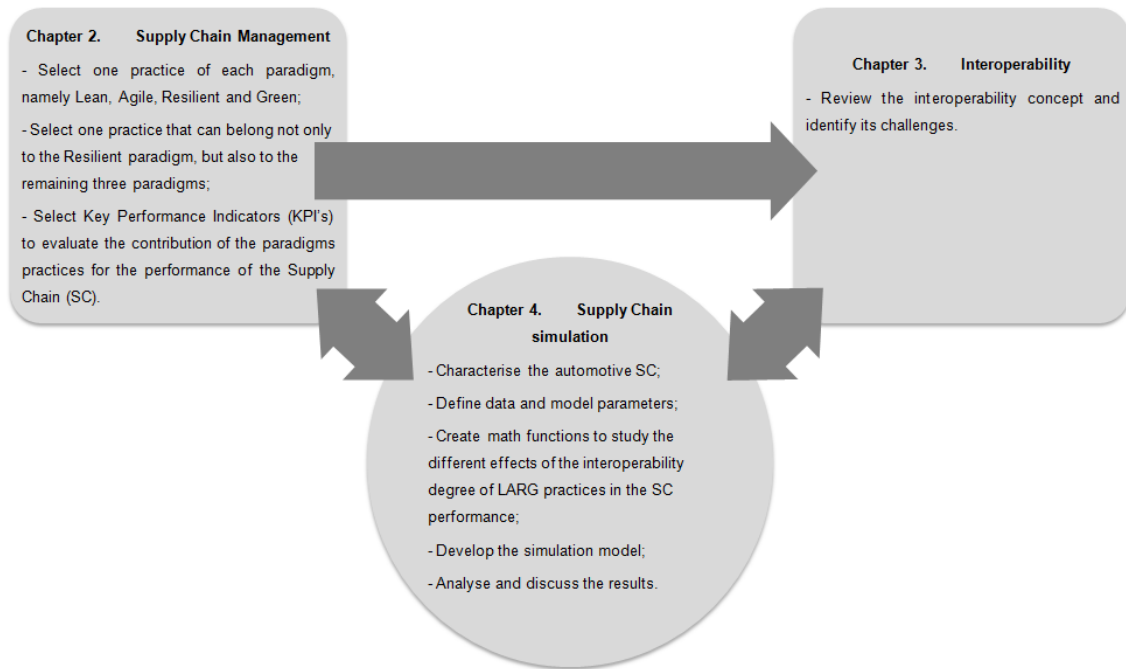 Chapter 2. Supply Chain Management
- Select one practice of each paradigm,
namely Lean, Agile, Resilient and Green;
- Select one practice that can belong not only
to the Resilient paradigm, but also to the
remaining three paradigms;
- Select Key Performance Indicators (KPI's)
to evaluate the contribution of the paradigms
practices for the performance of the Supply
Chain (SC).
Chapter 3. Interoperability
- Review the interoperability concept and
identify its challenges.
Chapter 4. Supply Chain
simulation
- Characterise the automotive SC;
- Define data and model parameters;
- Create math functions to study the
different effects of the interoperability
degree of LARG practices in the SC
performance;
- Develop the simulation model;
- Analyse and discuss the results.